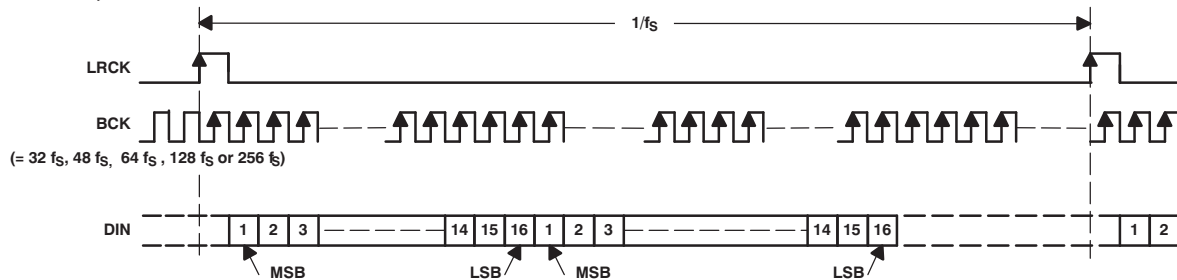 1/fS
LRCK
BCK
(= 32 fS, 48 fS, 64 fS , 128 fS or 256 fS)
DIN 1 2 3 14 15 16 1 2 3 14 15 16 1 2
MSB LSB MSB LSB